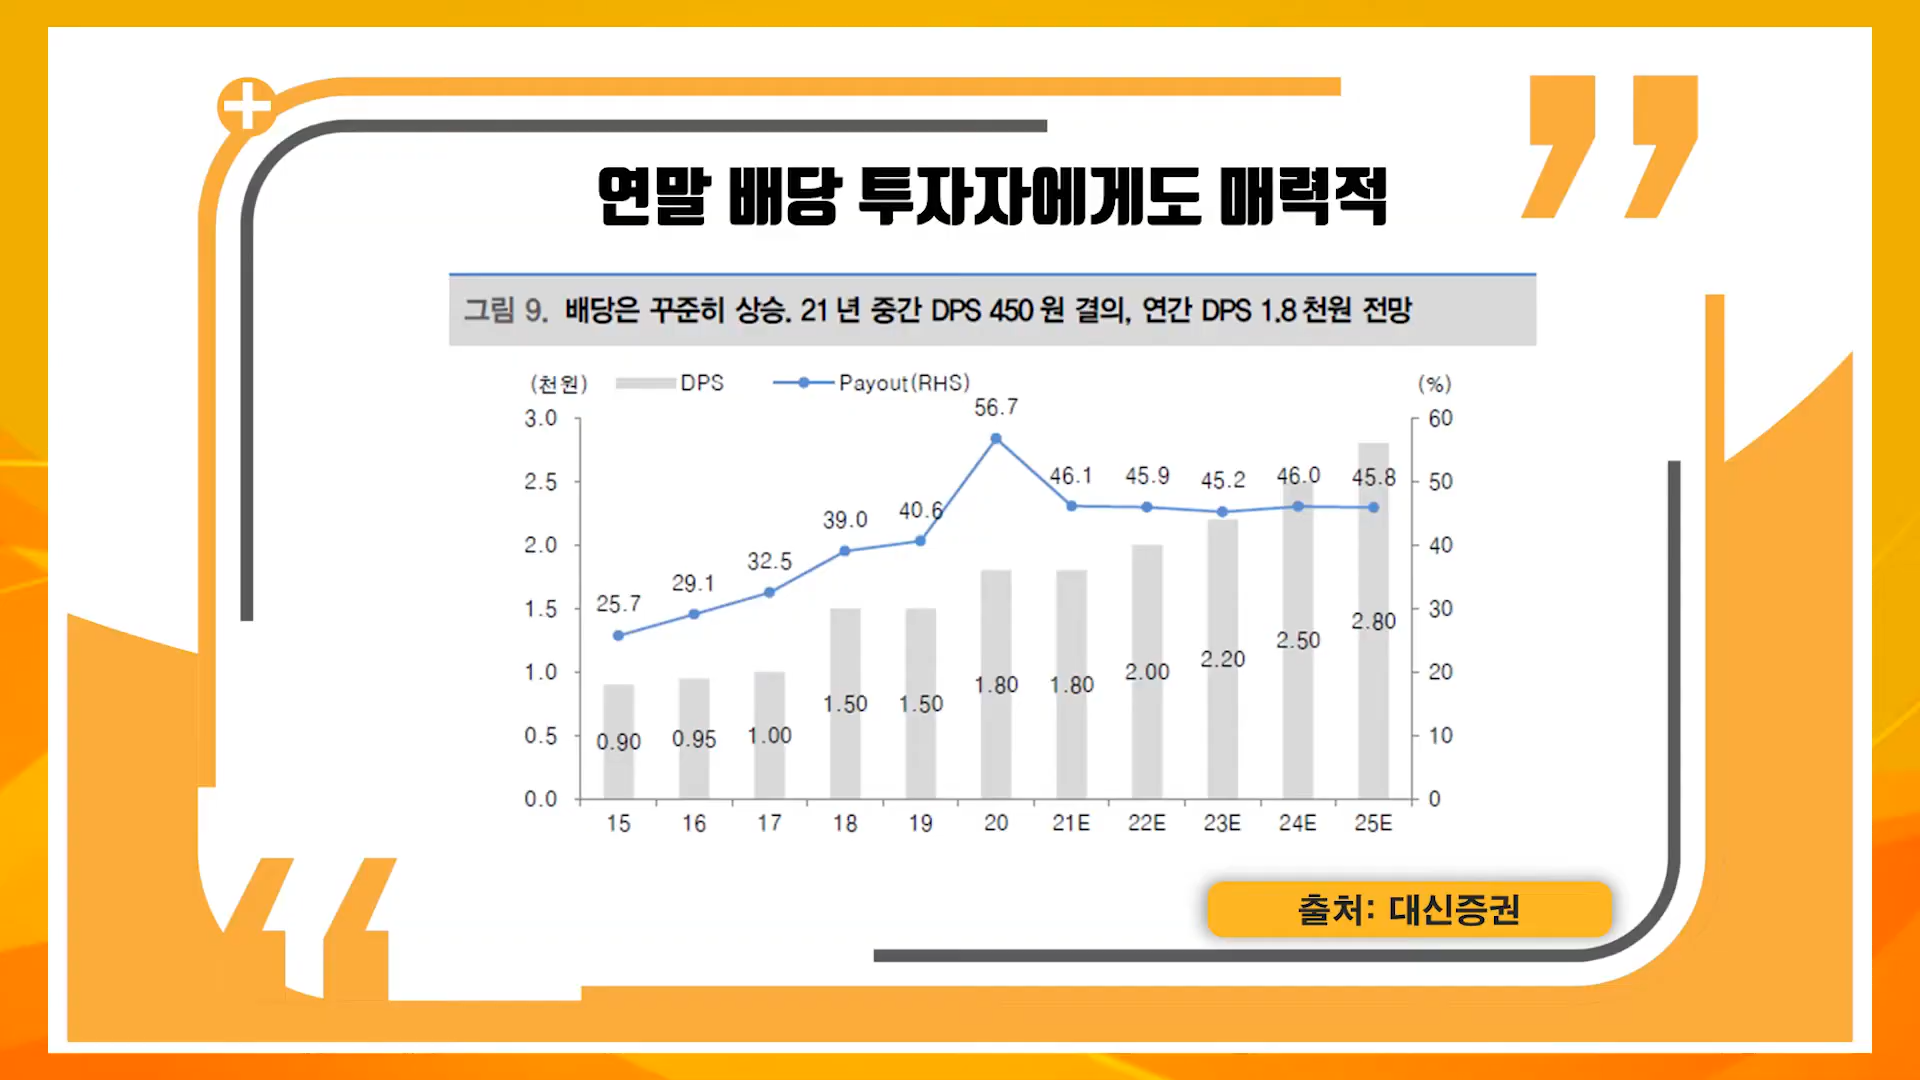 연말 배당 투자자에게도 매력적
그림 9. 배당은 꾸준히 상승. 21년 중간 DPS 450원 결의, 연간 DPS 1.8천원 전망
(천원) DPS Payout(RHS) (%)
3.0 2.5 2.0 1.5 1.0 0.5 0.0
25.7 29.1 32.5 39.0 40.6 56.7 46.1 45.9 45.2 46.0 45.8
0.90 0.95 1.00 1.50 1.50 1.80 1.80 2.00 2.20 2.50 2.80
60 50 40 30 20 10 0
15 16 17 18 19 20 21E 22E 23E 24E 25E
출처: 대신증권